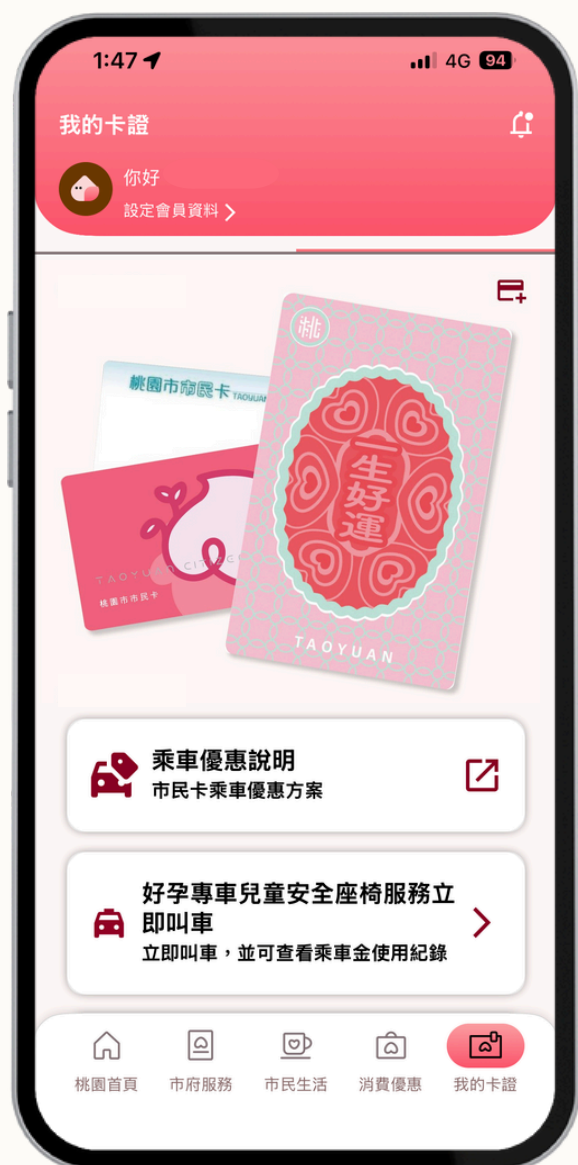 1:47
4G 94
我的卡證
你好
設定會員資料
桃
桃園市市民卡 TAOYUAN
一生好運
TAOYUAN CITIZEN
桃園市市民卡
TAOYUAN
乘車優惠說明
市民卡乘車優惠方案
好孕專車兒童安全座椅服務立
即叫車
立即叫車，並可查看乘車金使用紀錄
桃園首頁
市府服務
市民生活
消費優惠
我的卡證